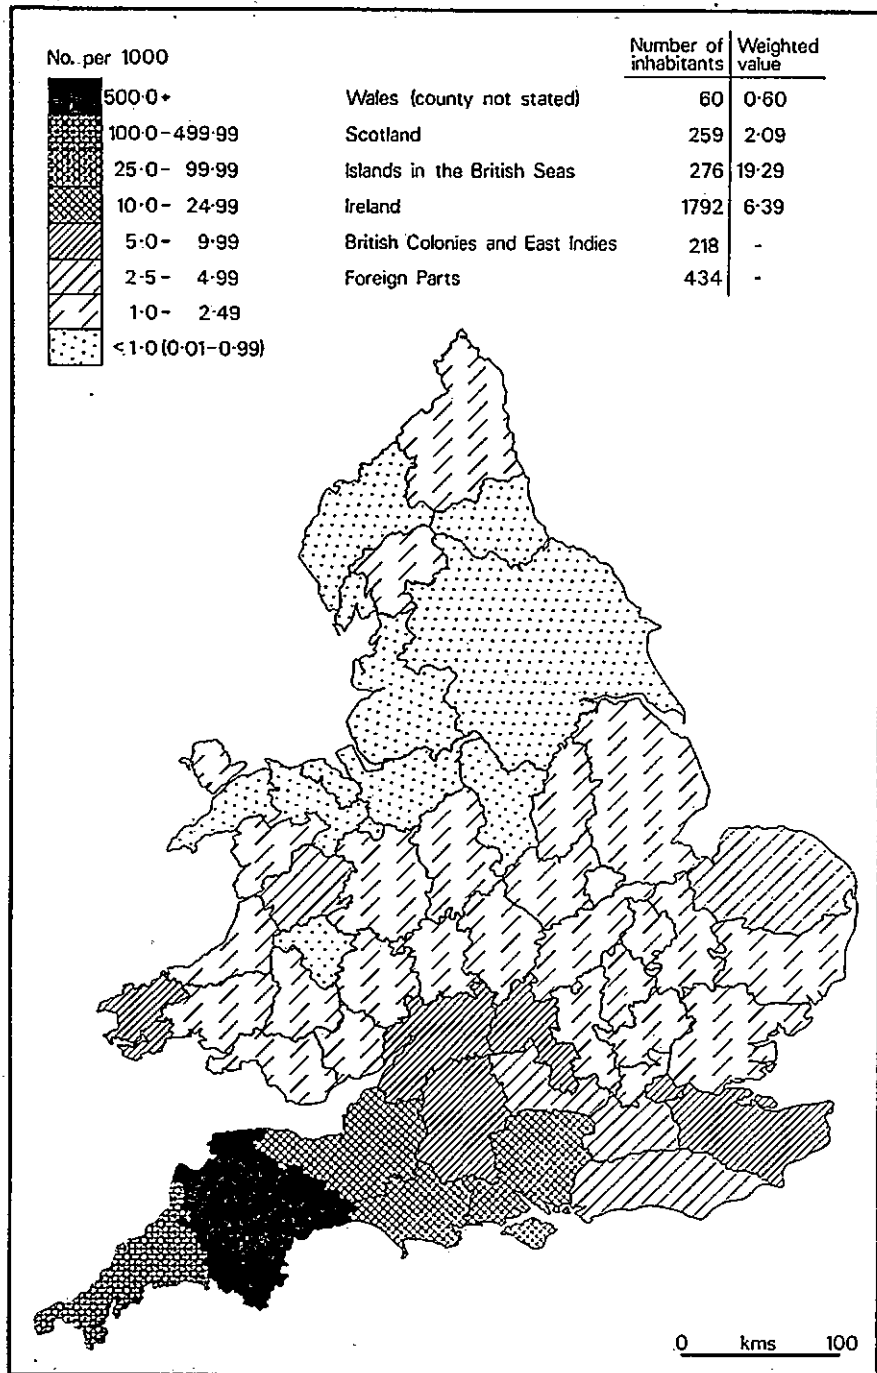 No. per 1000
500·0+
100·0-499·99
25·0- 99·99
10·0- 24·99
5·0- 9·99
2·5- 4·99
1·0- 2·49
<1·0(0·01-0·99)
Number of inhabitants Weighted value
Wales (county not stated) 60 0·60
Scotland 259 2·09
Islands in the British Seas 276 19·29
Ireland 1792 6·39
British Colonies and East Indies 218 -
Foreign Parts 434 -
0 kms 100